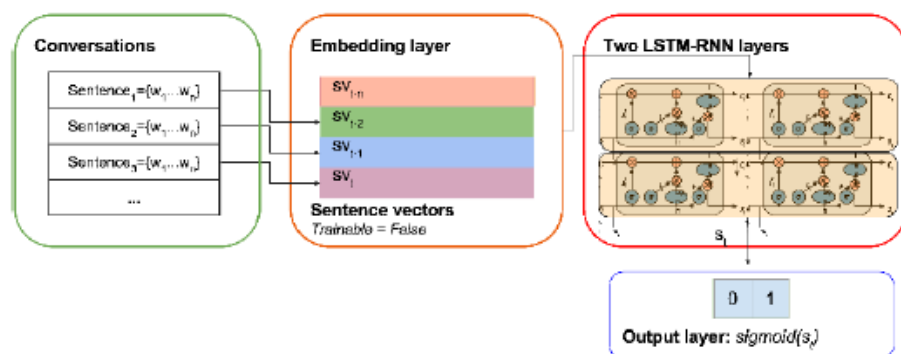 Conversations
Sentence₁={w₁...wₙ}
Sentence₂={w₁...wₙ}
Sentence₃={w₁...wₙ}
...
Embedding layer
SVₜ₋ₙ
SVₜ₋₂
SVₜ₋₁
SVₜ
Sentence vectors
Trainable = False
Two LSTM-RNN layers
Sₜ
0 1
Output layer: sigmoid(sₜ)